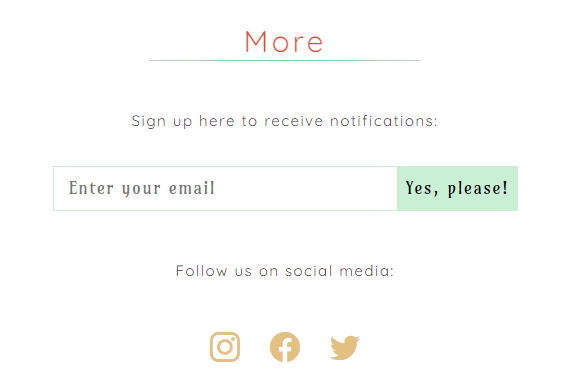 More
Sign up here to receive notifications:
Enter your email
Yes, please!
Follow us on social media: